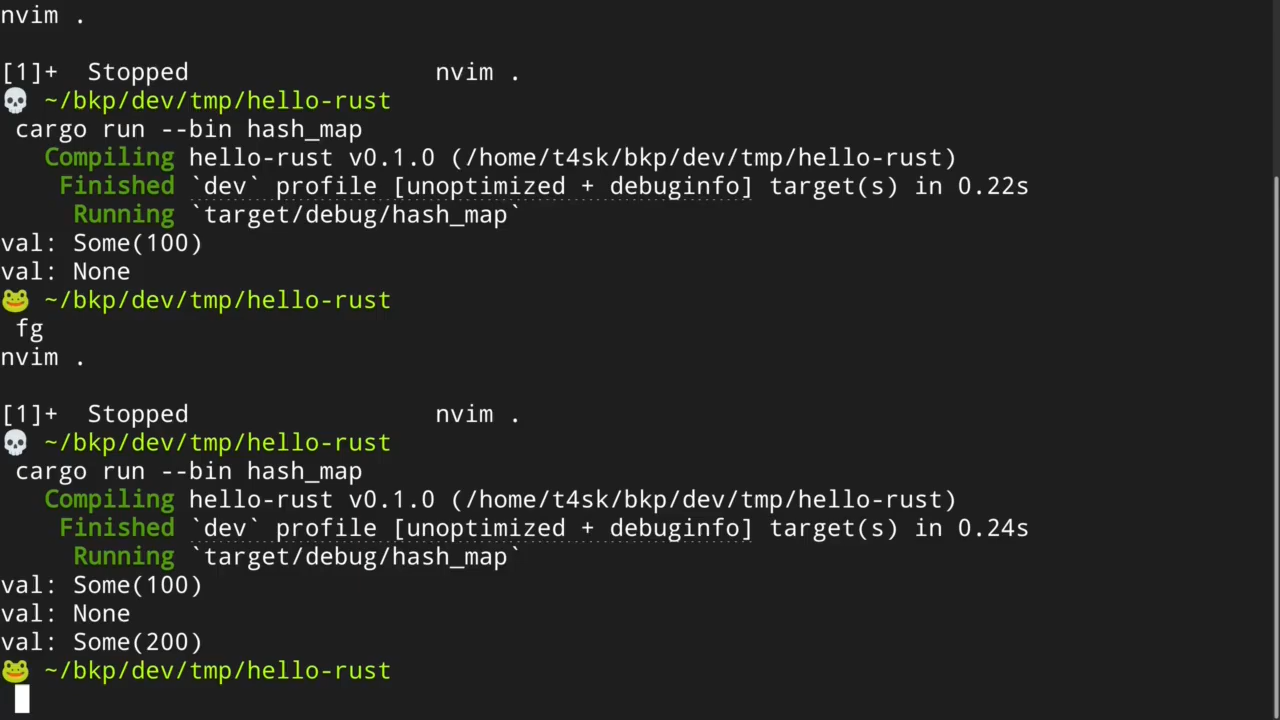 nvim .
[1]+  Stopped                 nvim .
💀 ~/bkp/dev/tmp/hello-rust
 cargo run --bin hash_map
   Compiling hello-rust v0.1.0 (/home/t4sk/bkp/dev/tmp/hello-rust)
    Finished `dev` profile [unoptimized + debuginfo] target(s) in 0.22s
     Running `target/debug/hash_map`
val: Some(100)
val: None
🐸 ~/bkp/dev/tmp/hello-rust
 fg
nvim .
[1]+  Stopped                 nvim .
💀 ~/bkp/dev/tmp/hello-rust
 cargo run --bin hash_map
   Compiling hello-rust v0.1.0 (/home/t4sk/bkp/dev/tmp/hello-rust)
    Finished `dev` profile [unoptimized + debuginfo] target(s) in 0.24s
     Running `target/debug/hash_map`
val: Some(100)
val: None
val: Some(200)
🐸 ~/bkp/dev/tmp/hello-rust